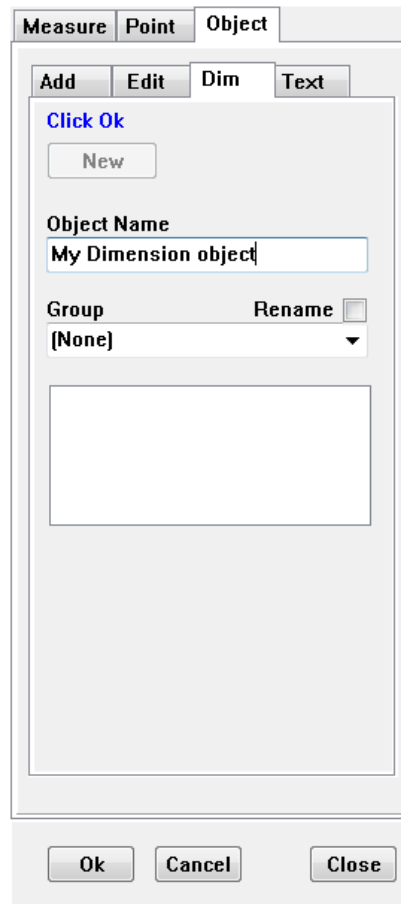 Measure Point Object
Add Edit Dim Text
Click Ok
New
Object Name
My Dimension object
Group Rename
(None)
Ok Cancel Close